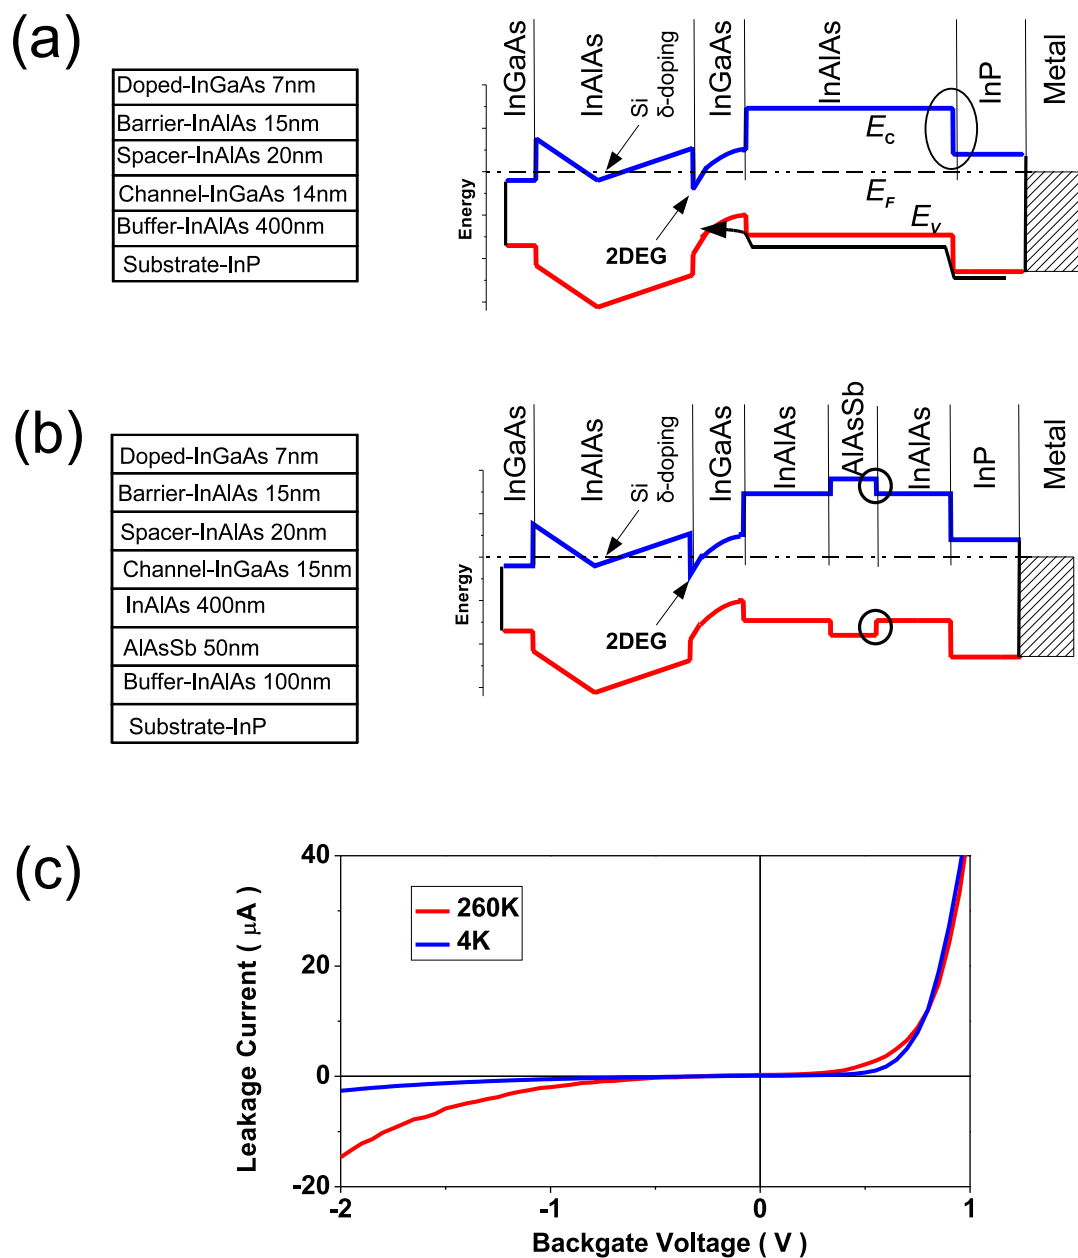 (a)
Doped-InGaAs 7nm
Barrier-InAlAs 15nm
Spacer-InAlAs 20nm
Channel-InGaAs 14nm
Buffer-InAlAs 400nm
Substrate-InP
Energy
InGaAs
InAlAs
Si
δ-doping
InGaAs
InAlAs
InP
Metal
E_C
E_F
E_V
2DEG
(b)
Doped-InGaAs 7nm
Barrier-InAlAs 15nm
Spacer-InAlAs 20nm
Channel-InGaAs 15nm
InAlAs 400nm
AlAsSb 50nm
Buffer-InAlAs 100nm
Substrate-InP
Energy
InGaAs
InAlAs
Si
δ-doping
InGaAs
InAlAs
AlAsSb
InAlAs
InP
Metal
2DEG
(c)
Leakage Current ( μA )
40
20
0
-20
260K
4K
-2
-1
0
1
Backgate Voltage ( V )